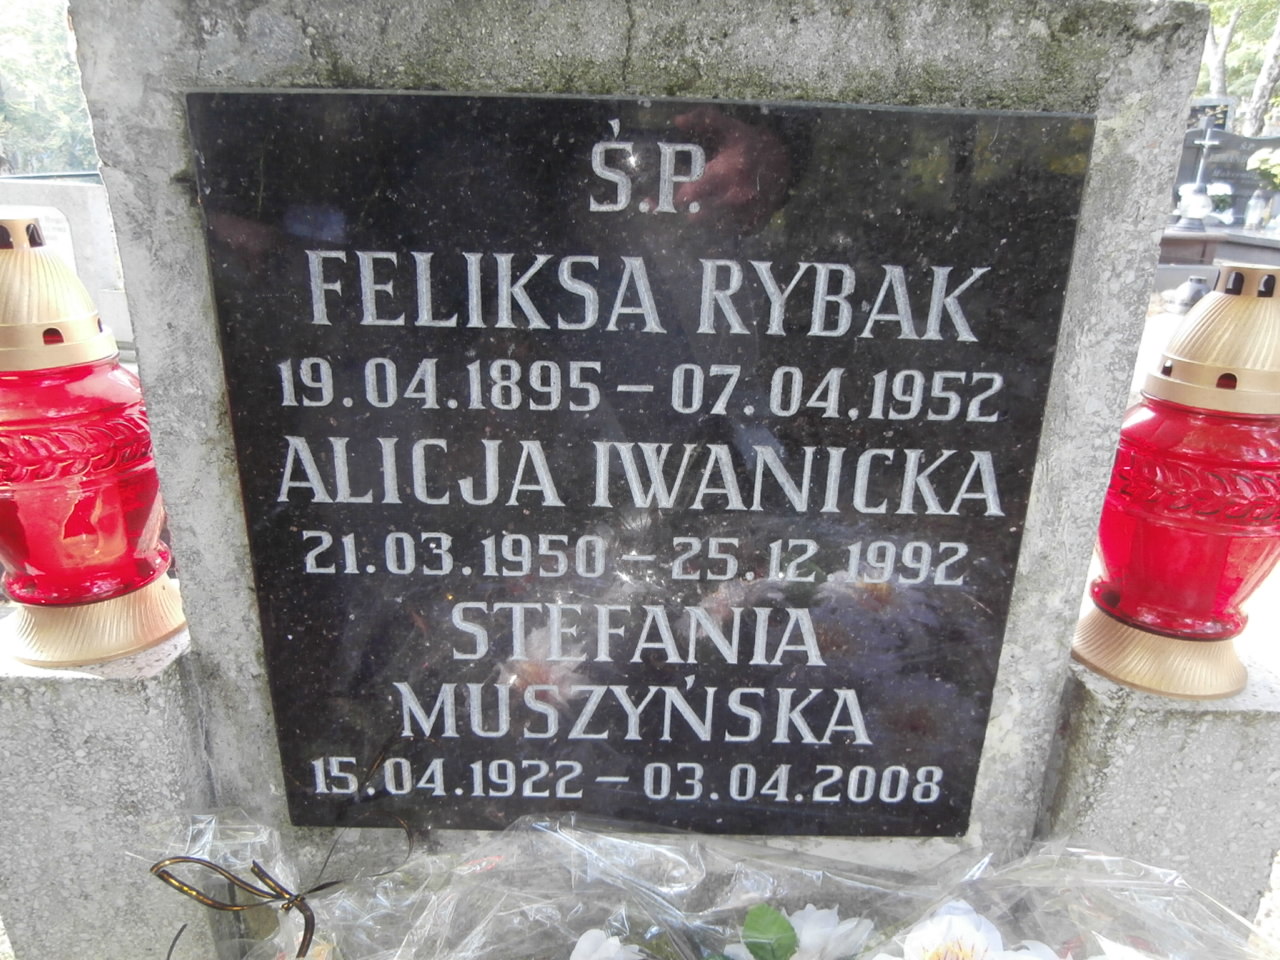 Ś.P.
FELIKSA RYBAK
19.04.1895 – 07.04.1952
ALICJA IWANICKA
21.03.1950 – 25.12 1992
STEFANIA
MUSZYŃSKA
15.04.1922 – 03.04.2008